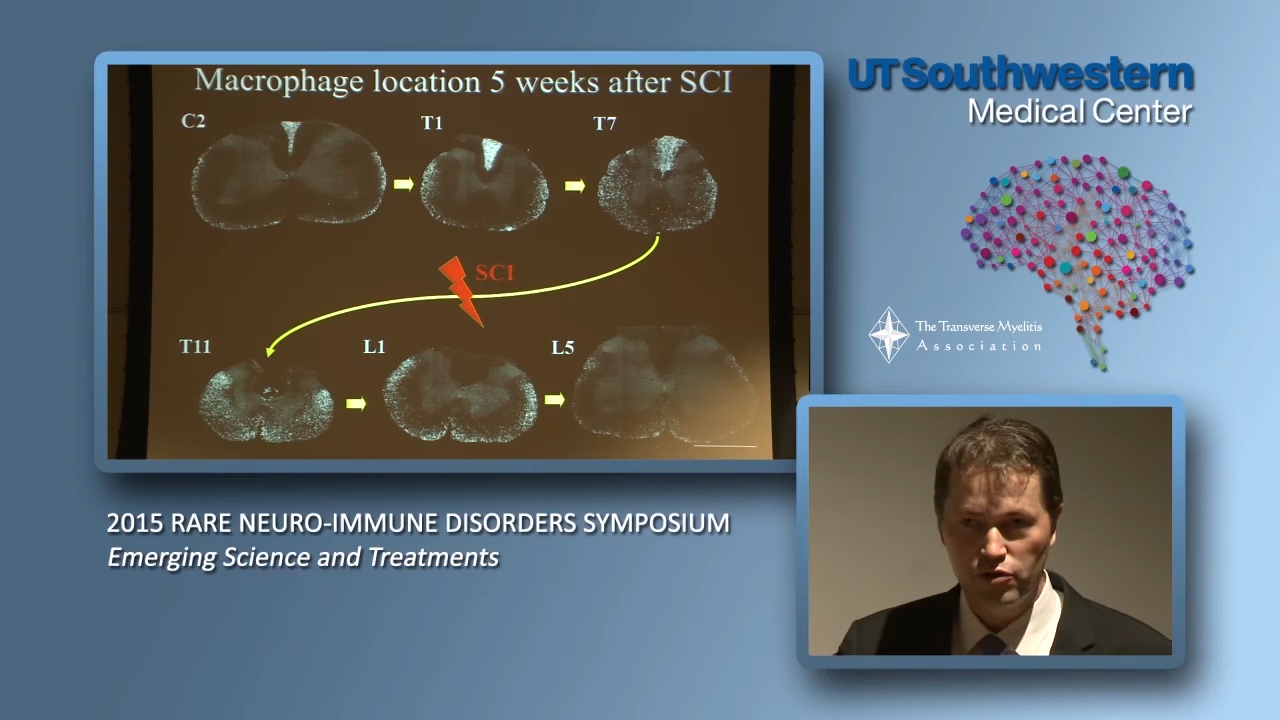 Macrophage location 5 weeks after SCI
C2
T1
T7
SCI
T11
L1
L5
UTSouthwestern
Medical Center
The Transverse Myelitis
Association
2015 RARE NEURO-IMMUNE DISORDERS SYMPOSIUM
Emerging Science and Treatments